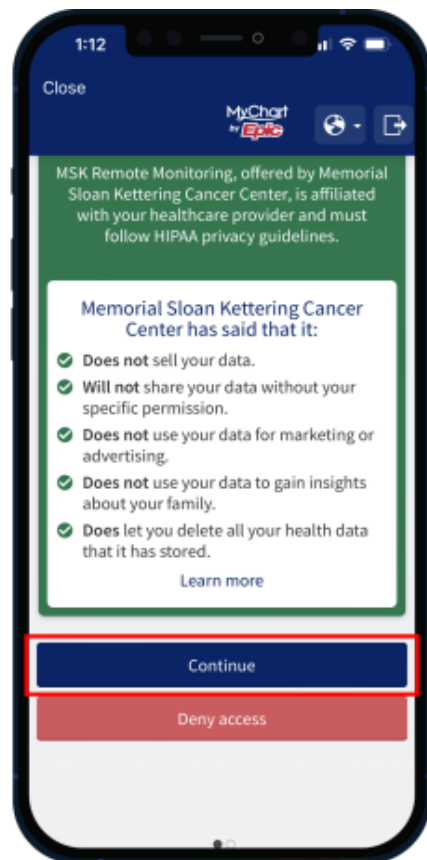 1:12
Close
MyChart
by Epic
MSK Remote Monitoring, offered by Memorial
Sloan Kettering Cancer Center, is affiliated
with your healthcare provider and must
follow HIPAA privacy guidelines.
Memorial Sloan Kettering Cancer
Center has said that it:
Does not sell your data.
Will not share your data without your
specific permission.
Does not use your data for marketing or
advertising.
Does not use your data to gain insights
about your family.
Does let you delete all your health data
that it has stored.
Learn more
Continue
Deny access